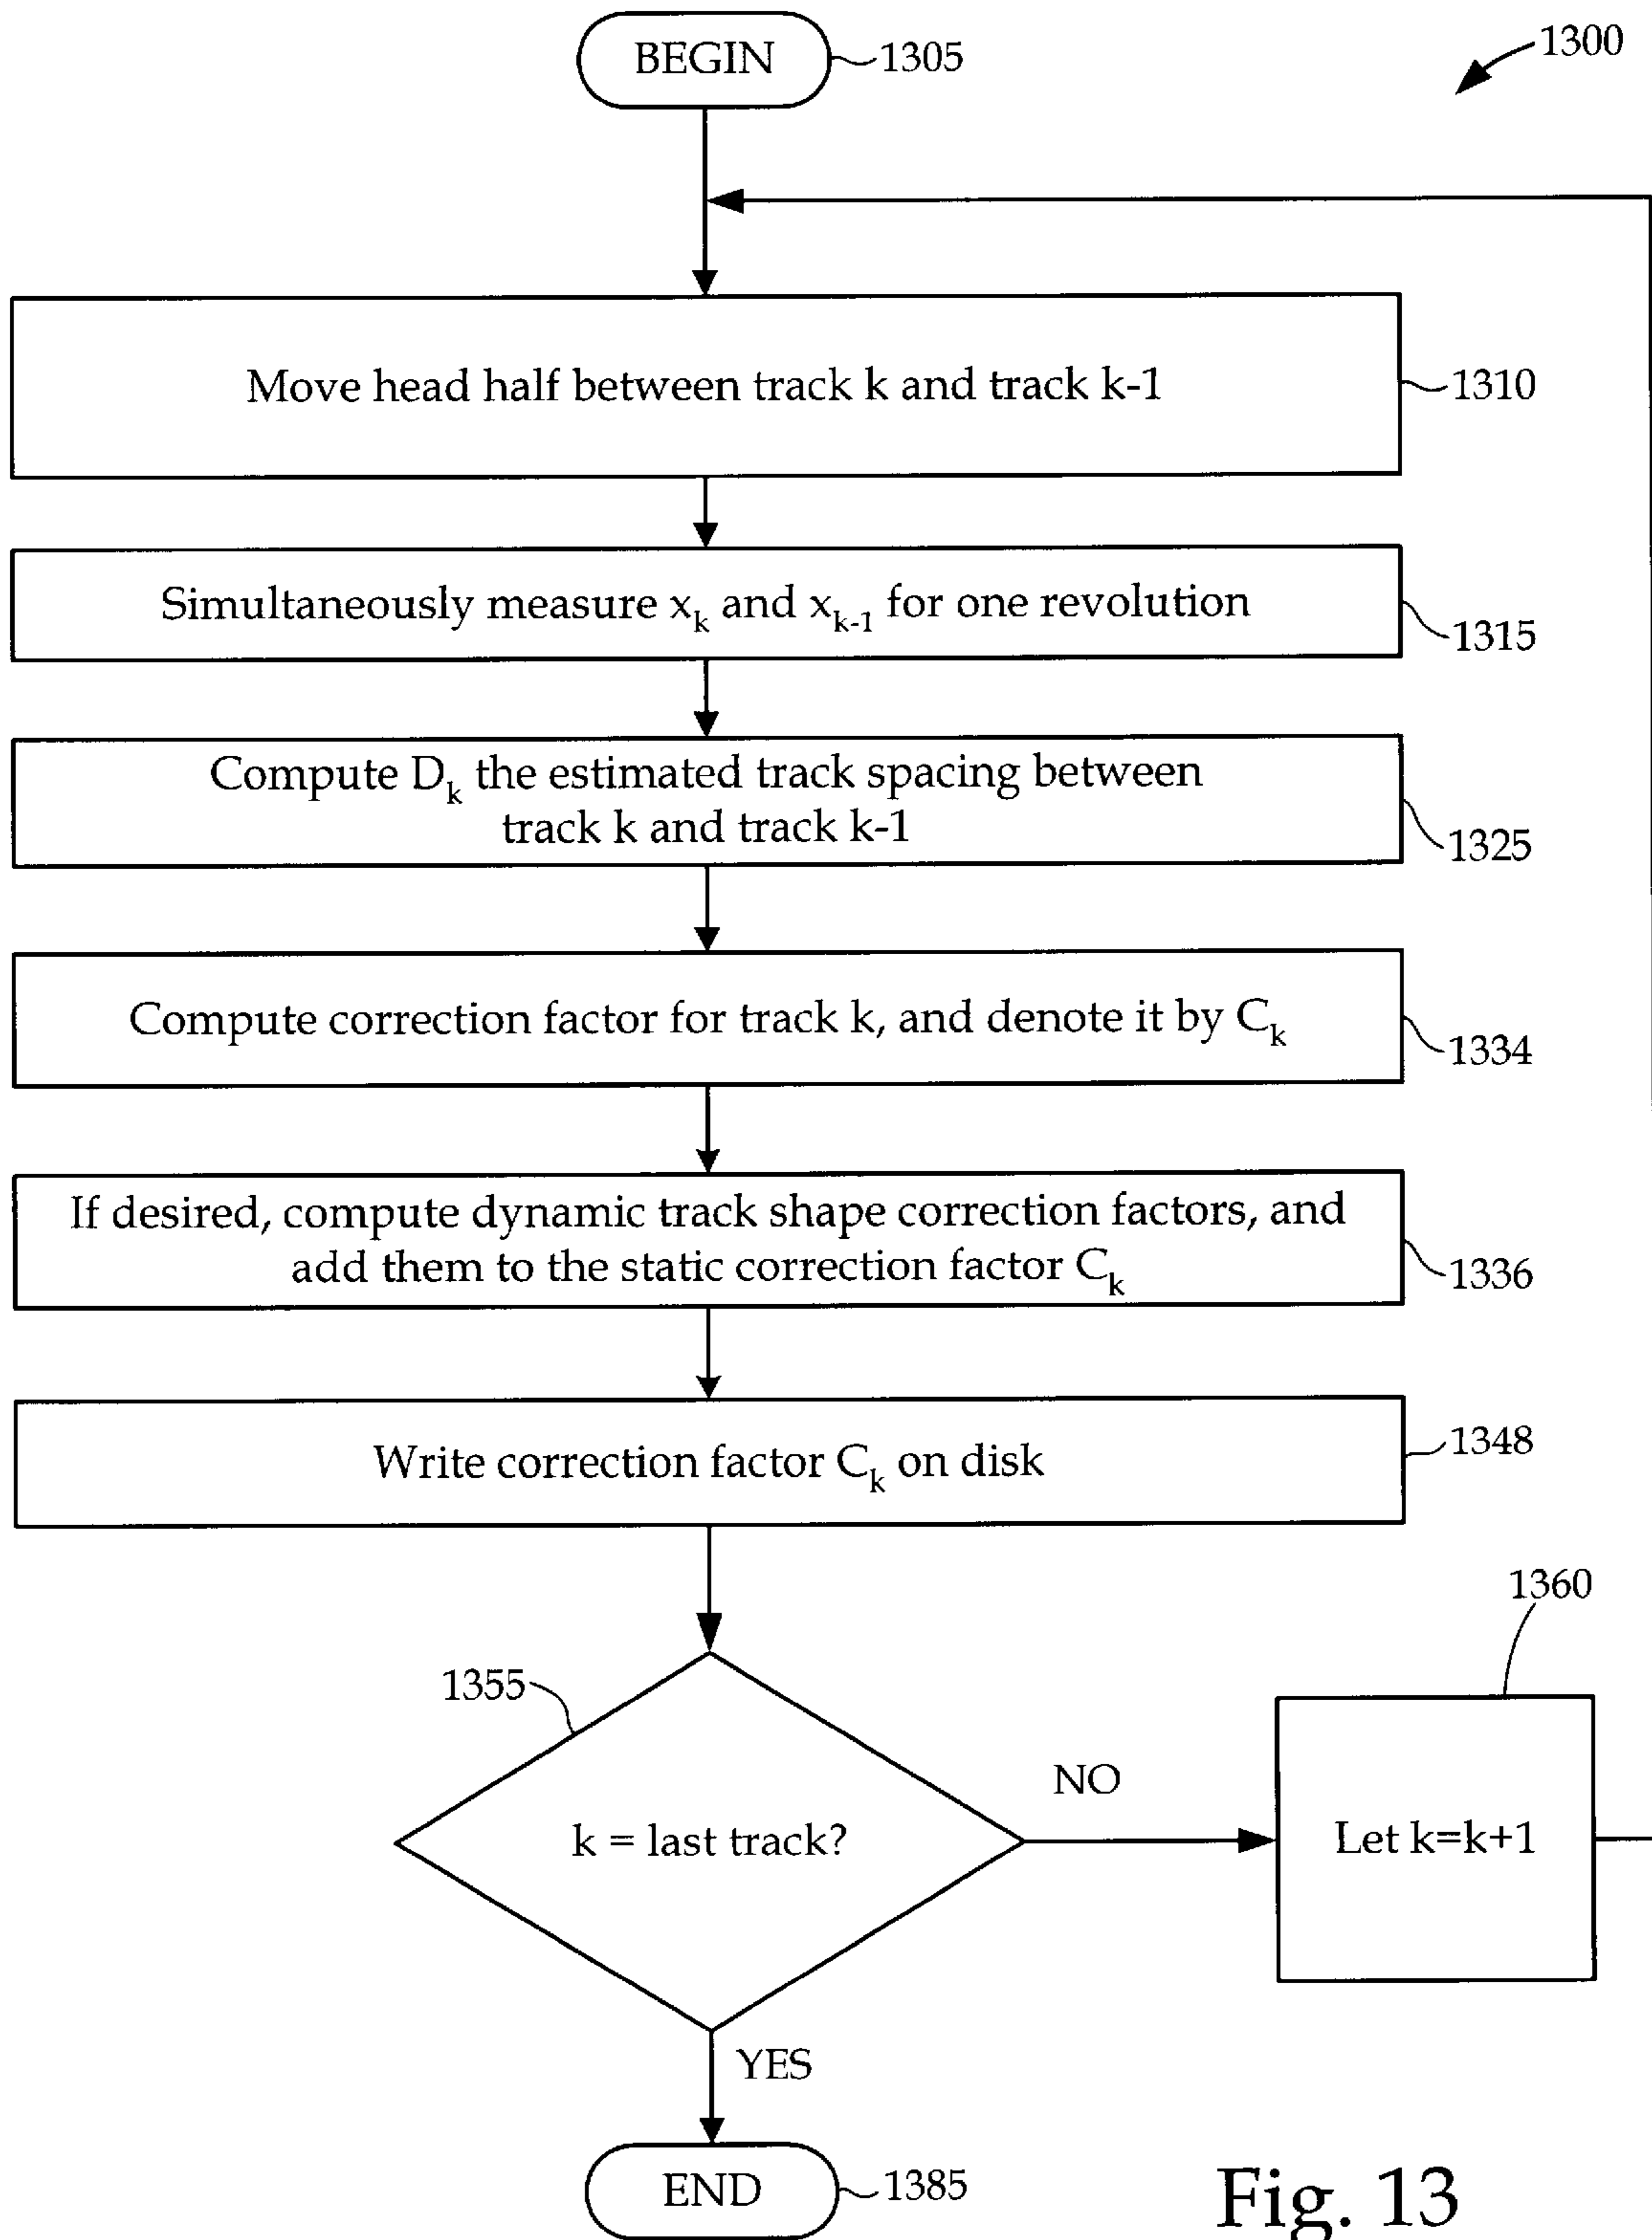 BEGIN
1305
1300
Move head half between track k and track k-1
1310
Simultaneously measure xₖ and xₖ₋₁ for one revolution
1315
Compute Dₖ the estimated track spacing between
track k and track k-1
1325
Compute correction factor for track k, and denote it by Cₖ
1334
If desired, compute dynamic track shape correction factors, and
add them to the static correction factor Cₖ
1336
Write correction factor Cₖ on disk
1348
1355
k = last track?
NO
1360
Let k=k+1
YES
END
1385
Fig. 13